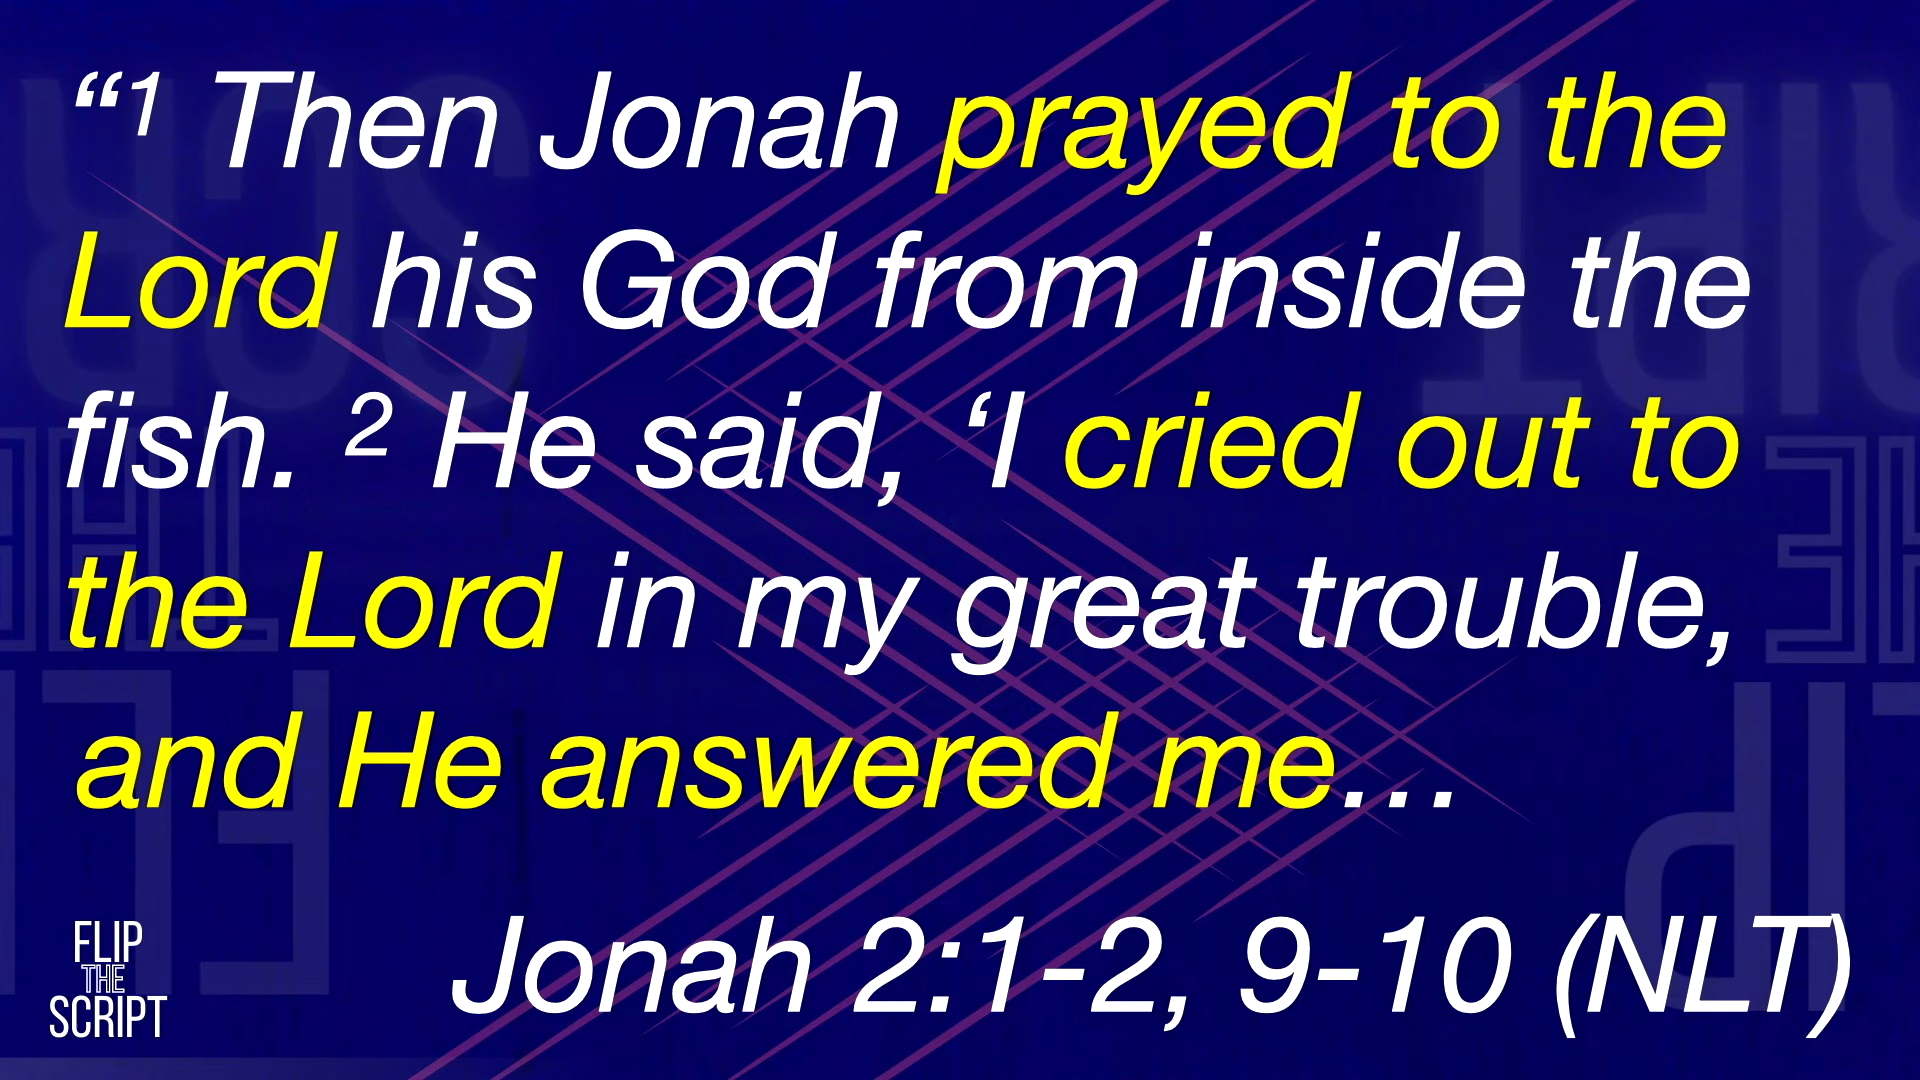 “¹ Then Jonah prayed to the
Lord his God from inside the
fish. ² He said, ‘I cried out to
the Lord in my great trouble,
and He answered me…
Jonah 2:1-2, 9-10 (NLT)
FLIP
THE
SCRIPT